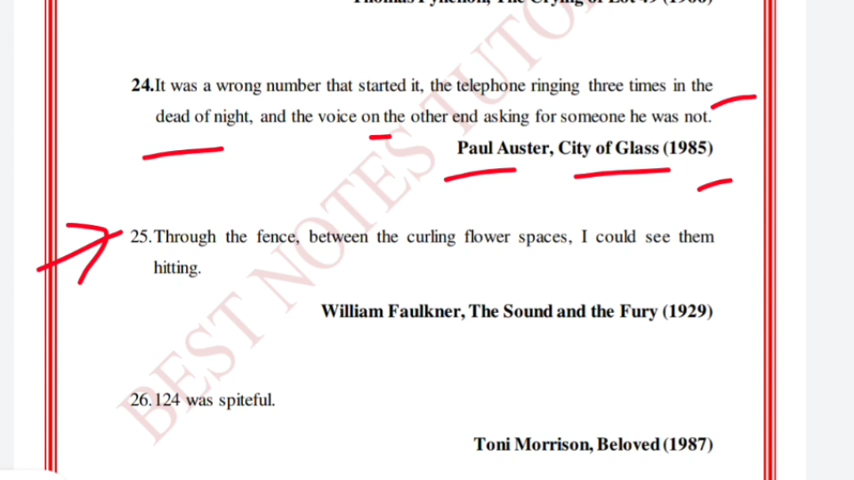 24.It was a wrong number that started it, the telephone ringing three times in the
dead of night, and the voice on the other end asking for someone he was not.
Paul Auster, City of Glass (1985)
25.Through the fence, between the curling flower spaces, I could see them
hitting.
William Faulkner, The Sound and the Fury (1929)
26.124 was spiteful.
Toni Morrison, Beloved (1987)
BEST NOTES TUTOR